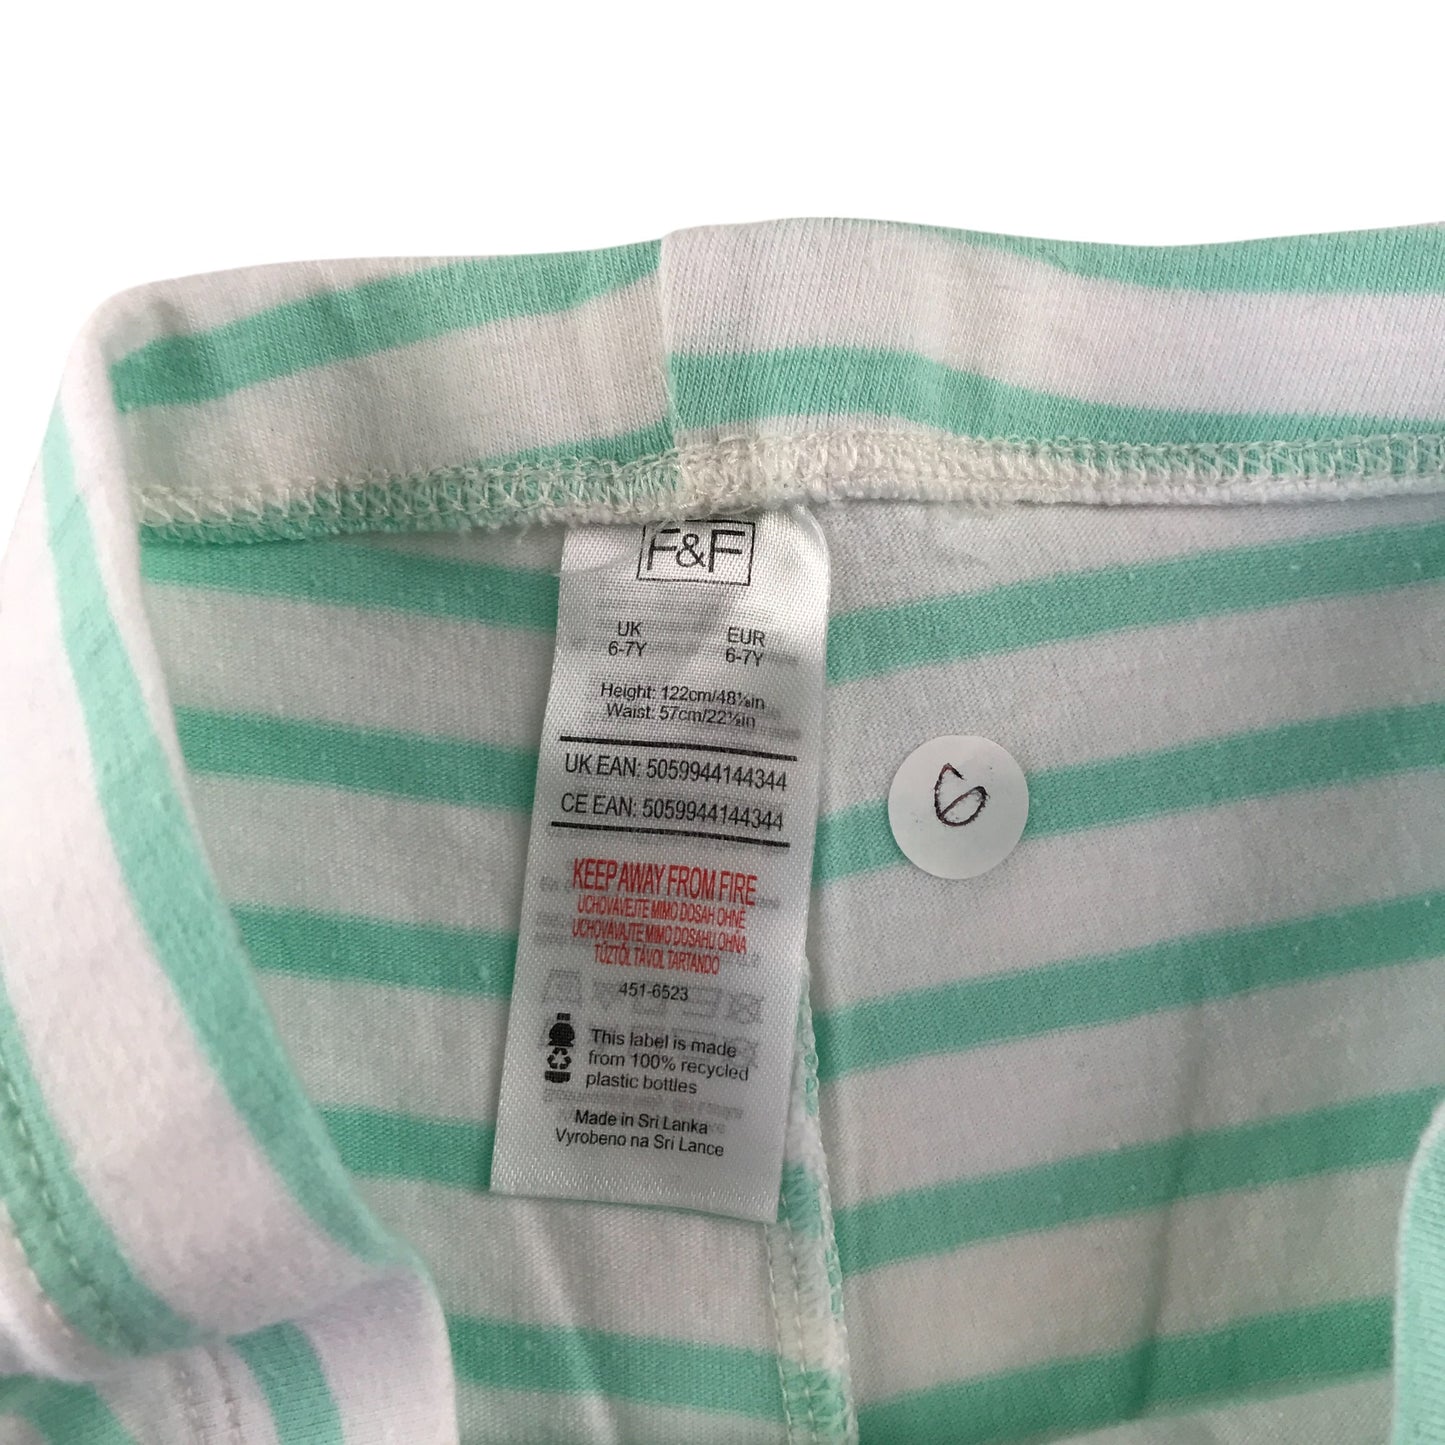 F&F
UK EUR
6-7Y 6-7Y
Height: 122cm/48⅛in
Waist: 57cm/22½in
UK EAN: 5059944144344
CE EAN: 5059944144344
KEEP AWAY FROM FIRE
UCHOVÁVEJTE MIMO DOSAH OHNĚ
UCHOVÁVAJTE MIMO DOSAHU OHŇA
TŰZTŐL TÁVOL TARTANDÓ
451-6523
This label is made
from 100% recycled
plastic bottles
Made in Sri Lanka
Vyrobeno na Srí Lance
6